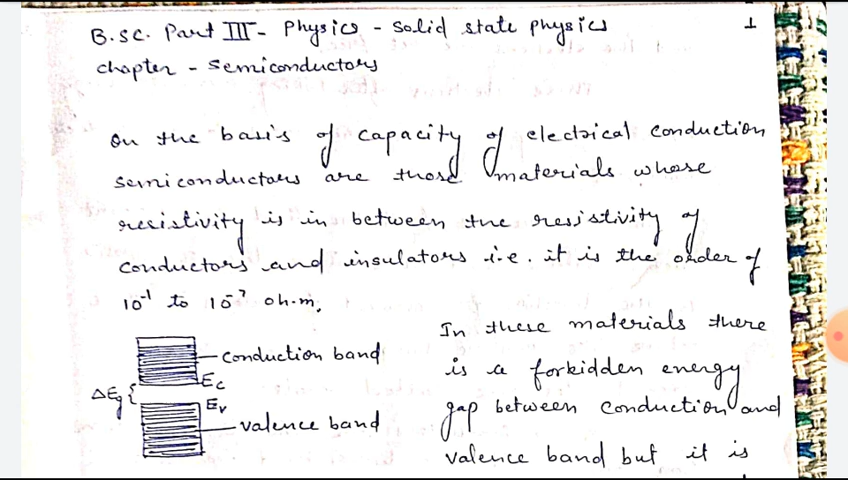 B.sc. Part III - Physics - Solid state physics
1
chapter - Semiconductors
On the basis of capacity of electrical conduction
semiconductors are those materials whose
resistivity is in between the resistivity of
conductors and insulators i.e. it is the order of
10⁻¹ to 10⁻⁷ oh.m.
conduction band
Ec
ΔEg {
Ev
valence band
In these materials there
is a forbidden energy
gap between conduction and
valence band but it is